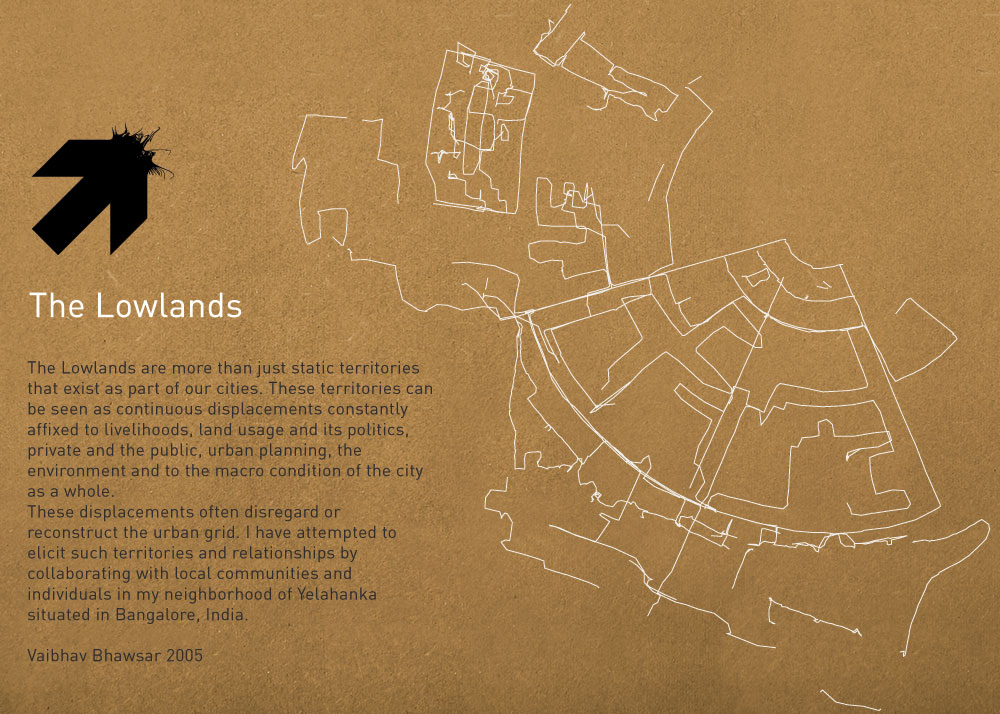 The Lowlands
The Lowlands are more than just static territories
that exist as part of our cities. These territories can
be seen as continuous displacements constantly
affixed to livelihoods, land usage and its politics,
private and the public, urban planning, the
environment and to the macro condition of the city
as a whole.
These displacements often disregard or
reconstruct the urban grid. I have attempted to
elicit such territories and relationships by
collaborating with local communities and
individuals in my neighborhood of Yelahanka
situated in Bangalore, India.
Vaibhav Bhawsar 2005